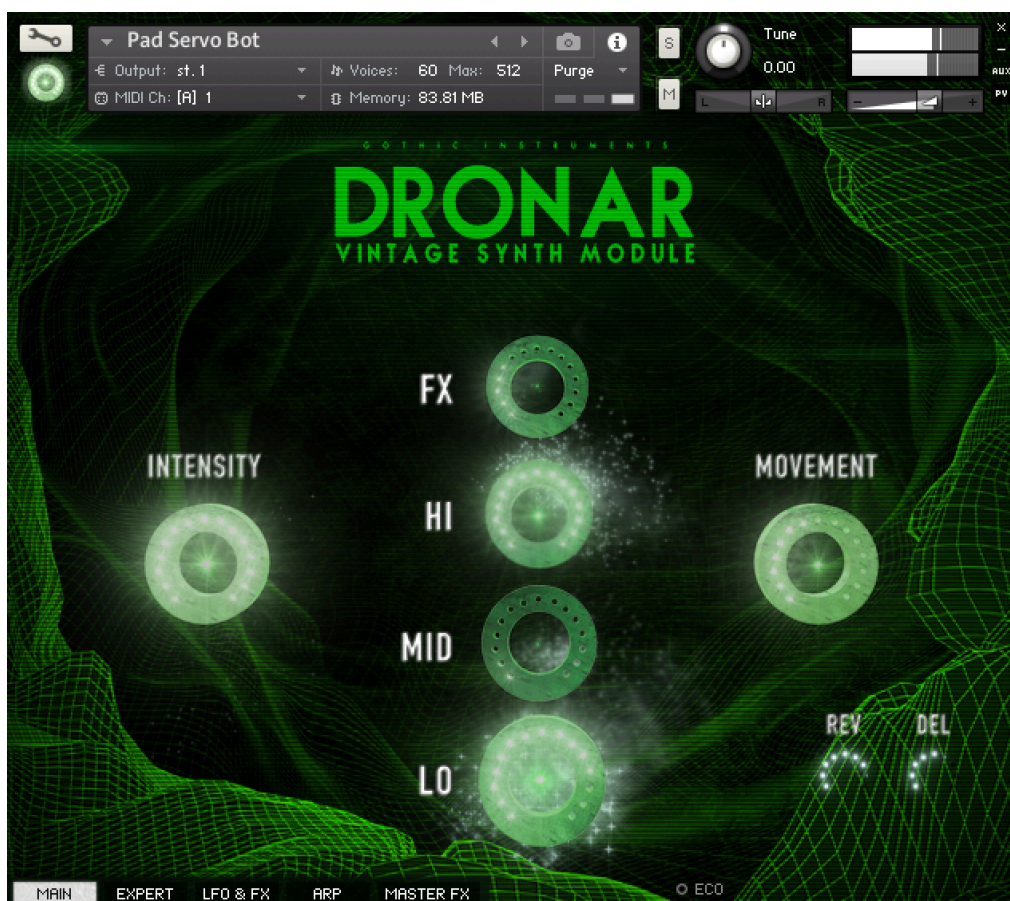 Pad Servo Bot
Output: st.1
Voices: 60 Max: 512
Purge
MIDI Ch: [A] 1
Memory: 83.81 MB
S
M
Tune
0.00
L R
- +
×
–
AUX
PV
GOTHIC INSTRUMENTS
DRONAR
VINTAGE SYNTH MODULE
FX
INTENSITY
MOVEMENT
HI
MID
REV DEL
LO
MAIN EXPERT LFO & FX ARP MASTER FX ECO